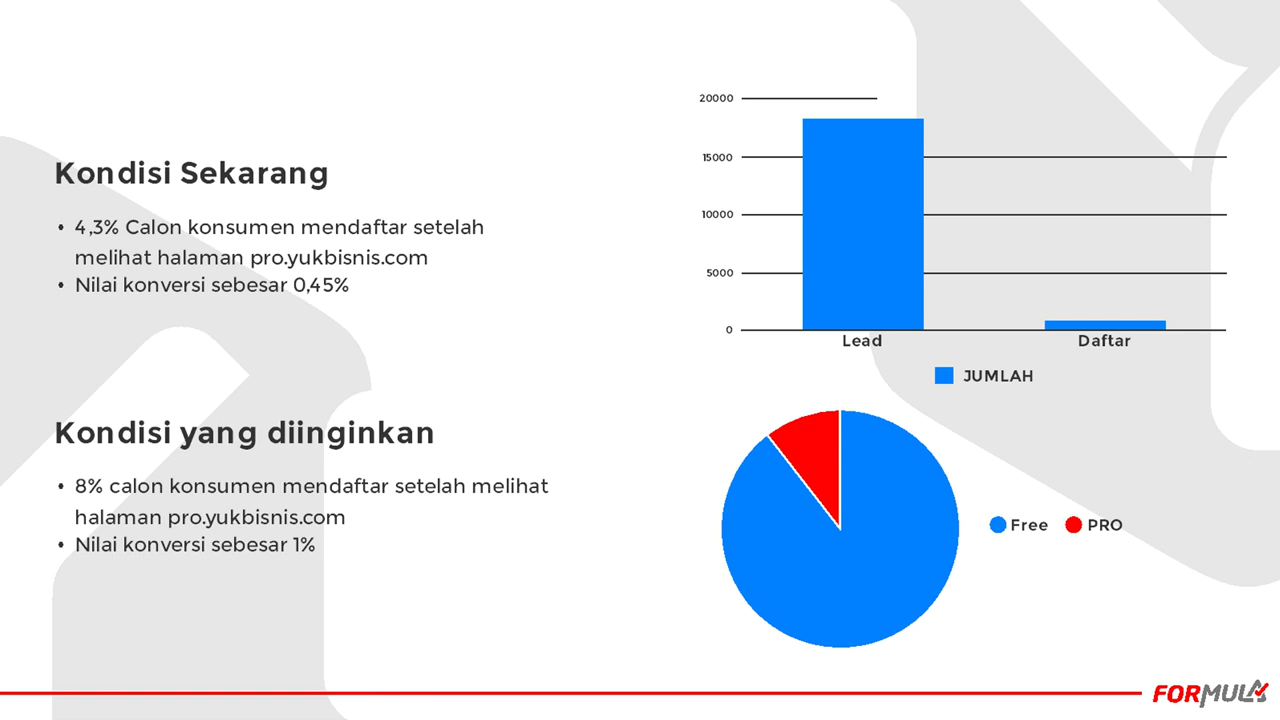 Kondisi Sekarang
• 4,3% Calon konsumen mendaftar setelah
melihat halaman pro.yukbisnis.com
• Nilai konversi sebesar 0,45%
Kondisi yang diinginkan
• 8% calon konsumen mendaftar setelah melihat
halaman pro.yukbisnis.com
• Nilai konversi sebesar 1%
20000
15000
10000
5000
0
Lead
Daftar
JUMLAH
Free
PRO
FORMULA